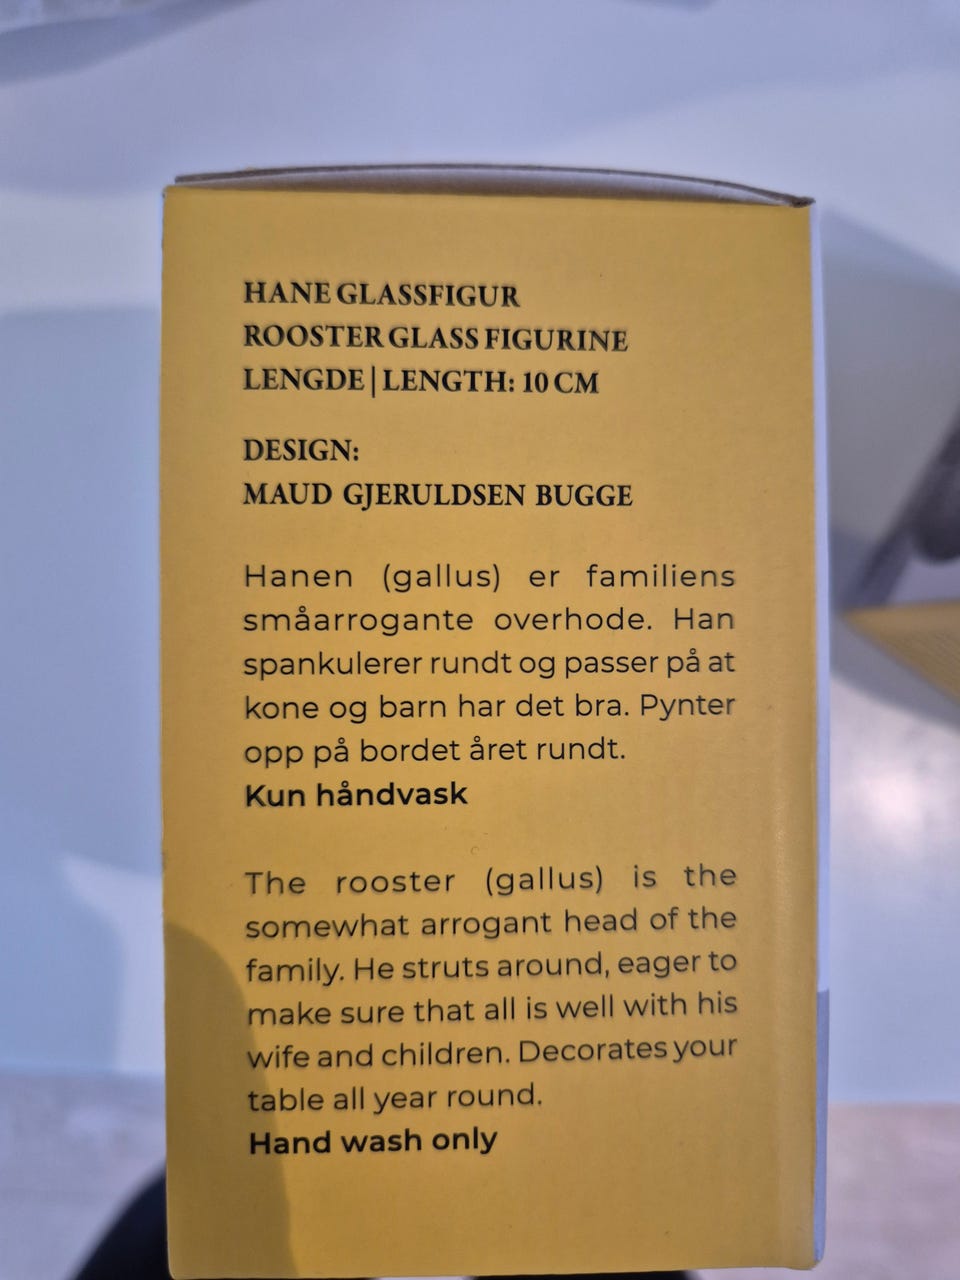 HANE GLASSFIGUR
ROOSTER GLASS FIGURINE
LENGDE | LENGTH: 10 CM
DESIGN:
MAUD GJERULDSEN BUGGE
Hanen (gallus) er familiens
småarrogante overhode. Han
spankulerer rundt og passer på at
kone og barn har det bra. Pynter
opp på bordet året rundt.
Kun håndvask
The rooster (gallus) is the
somewhat arrogant head of the
family. He struts around, eager to
make sure that all is well with his
wife and children. Decorates your
table all year round.
Hand wash only